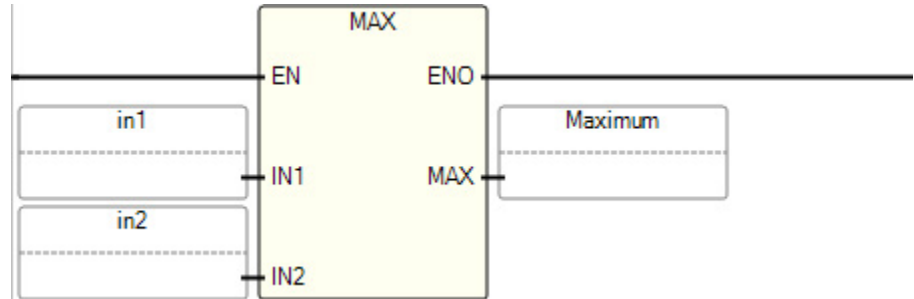 MAX
EN ENO
in1 Maximum
IN1 MAX
in2
IN2